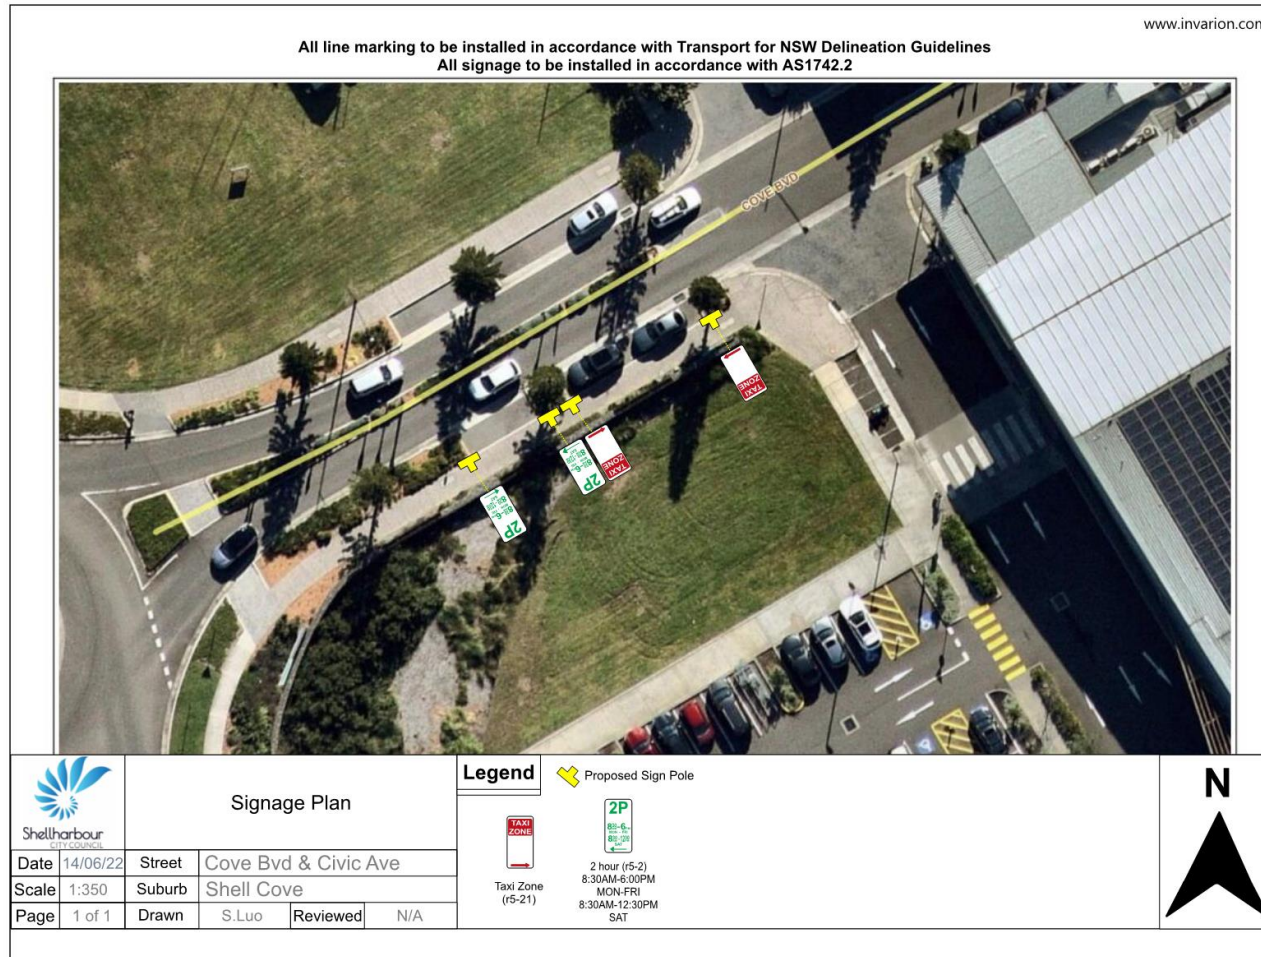 www.invarion.com
All line marking to be installed in accordance with Transport for NSW Delineation Guidelines
All signage to be installed in accordance with AS1742.2
COVE BVD
TAXI
ZONE
TAXI
ZONE
2P
2P
Shellharbour
CITY COUNCIL
Signage Plan
Date 14/06/22 Street Cove Bvd & Civic Ave
Scale 1:350 Suburb Shell Cove
Page 1 of 1 Drawn S.Luo Reviewed N/A
Legend
Proposed Sign Pole
TAXI
ZONE
Taxi Zone
(r5-21)
2P
2 hour (r5-2)
8:30AM-6:00PM
MON-FRI
8:30AM-12:30PM
SAT
N